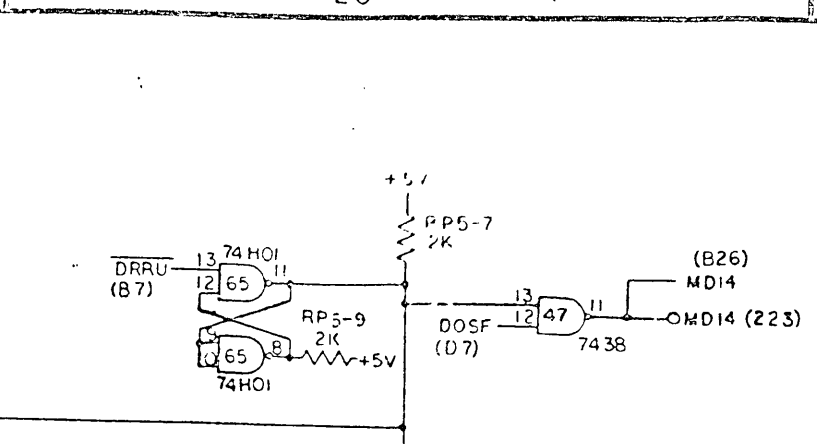 +5V
RP5-7
2K
74H01
13
DRRU
12
(B7)
65
11
RP5-9
2K
65
8
+5V
74H01
13
DOSF
12
(D7)
47
11
7438
(B26)
MD14
MD14 (223)